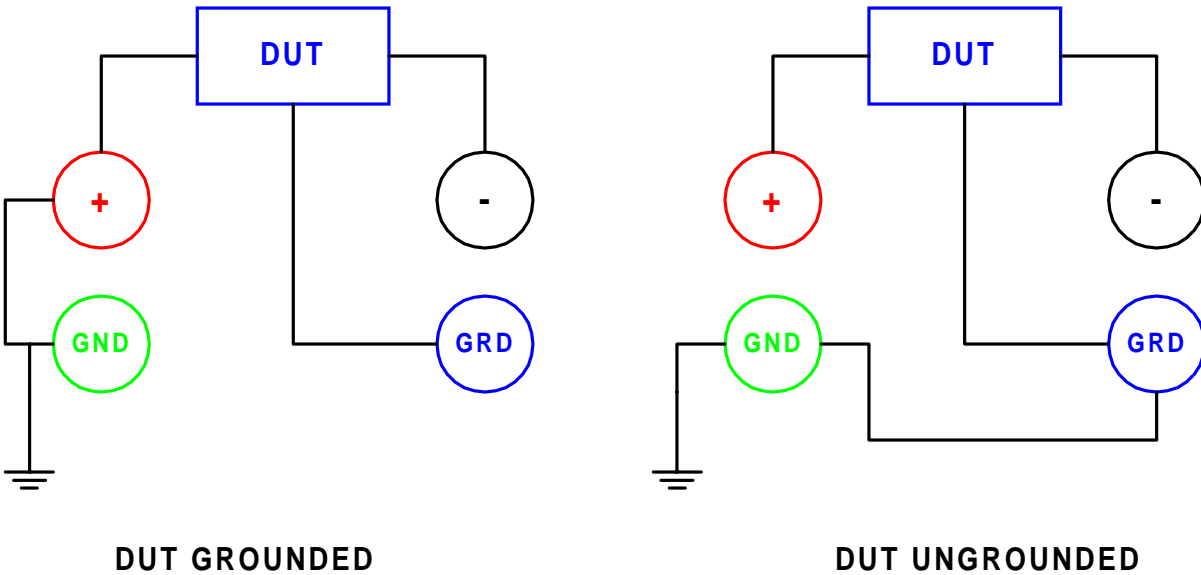 DUT
DUT
+
-
+
-
GND
GRD
GND
GRD
DUT GROUNDED
DUT UNGROUNDED